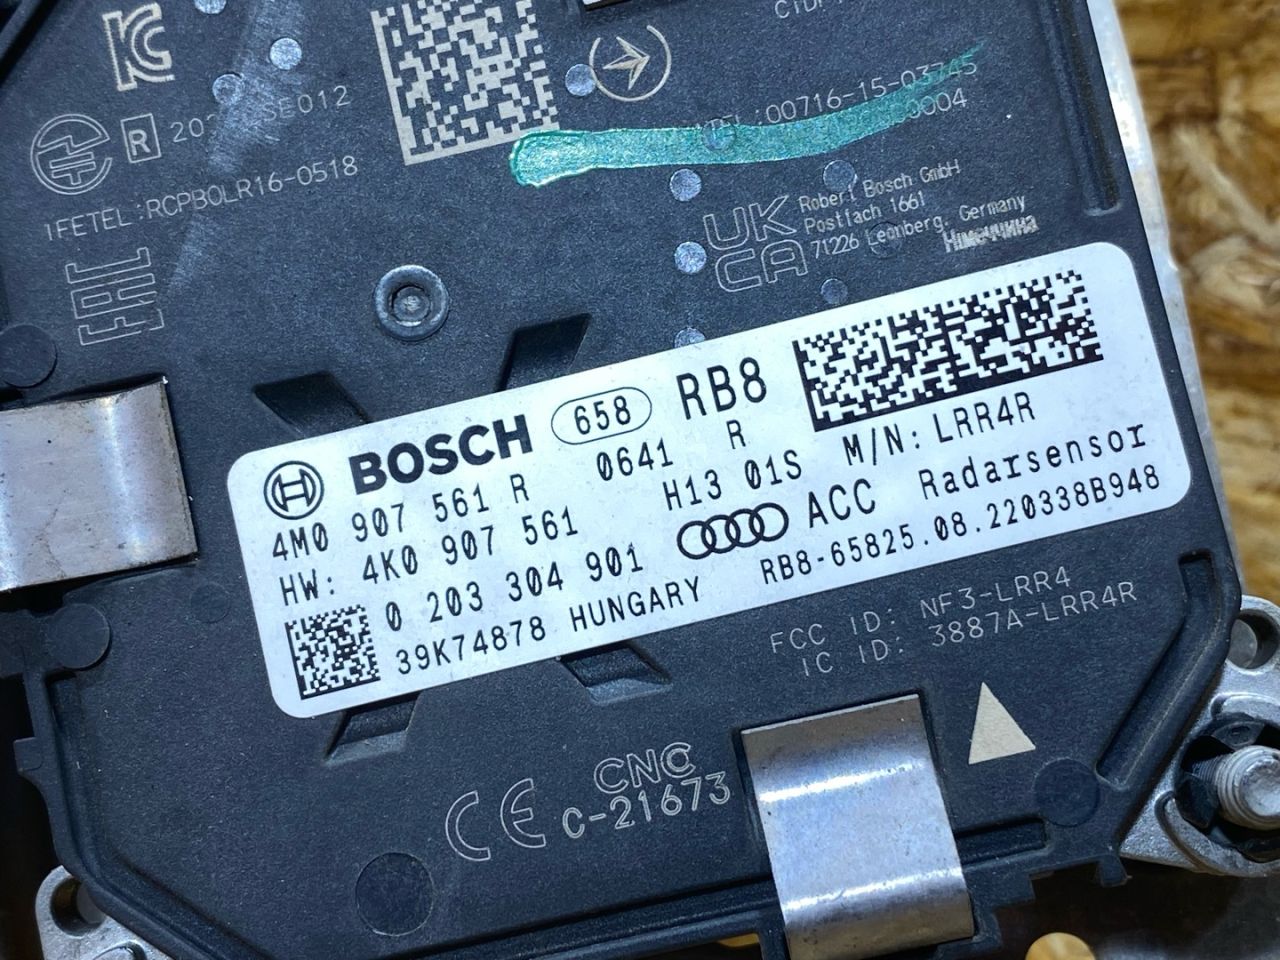 IFETEL:RCPBOLR16-0518
:00716-15-03745
0004
UK
CA
Robert Bosch GmbH
Postfach 1661
71226 Leonberg, Germany
Німеччина
EAC
BOSCH 658 RB8
4M0 907 561 R 0641 R
HW: 4K0 907 561 H13 01S M/N: LRR4R
0 203 304 901 ACC Radarsensor
39K74878 HUNGARY RB8-65825.08.220338B948
FCC ID: NF3-LRR4
IC ID: 3887A-LRR4R
CE
CNC
C-21673